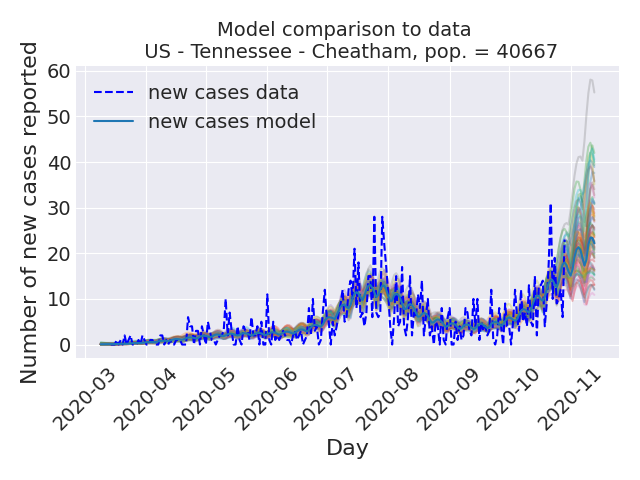 Model comparison to data
US - Tennessee - Cheatham, pop. = 40667
Number of new cases reported
60
50
40
30
20
10
0
new cases data
new cases model
2020-03
2020-04
2020-05
2020-06
2020-07
2020-08
2020-09
2020-10
2020-11
Day